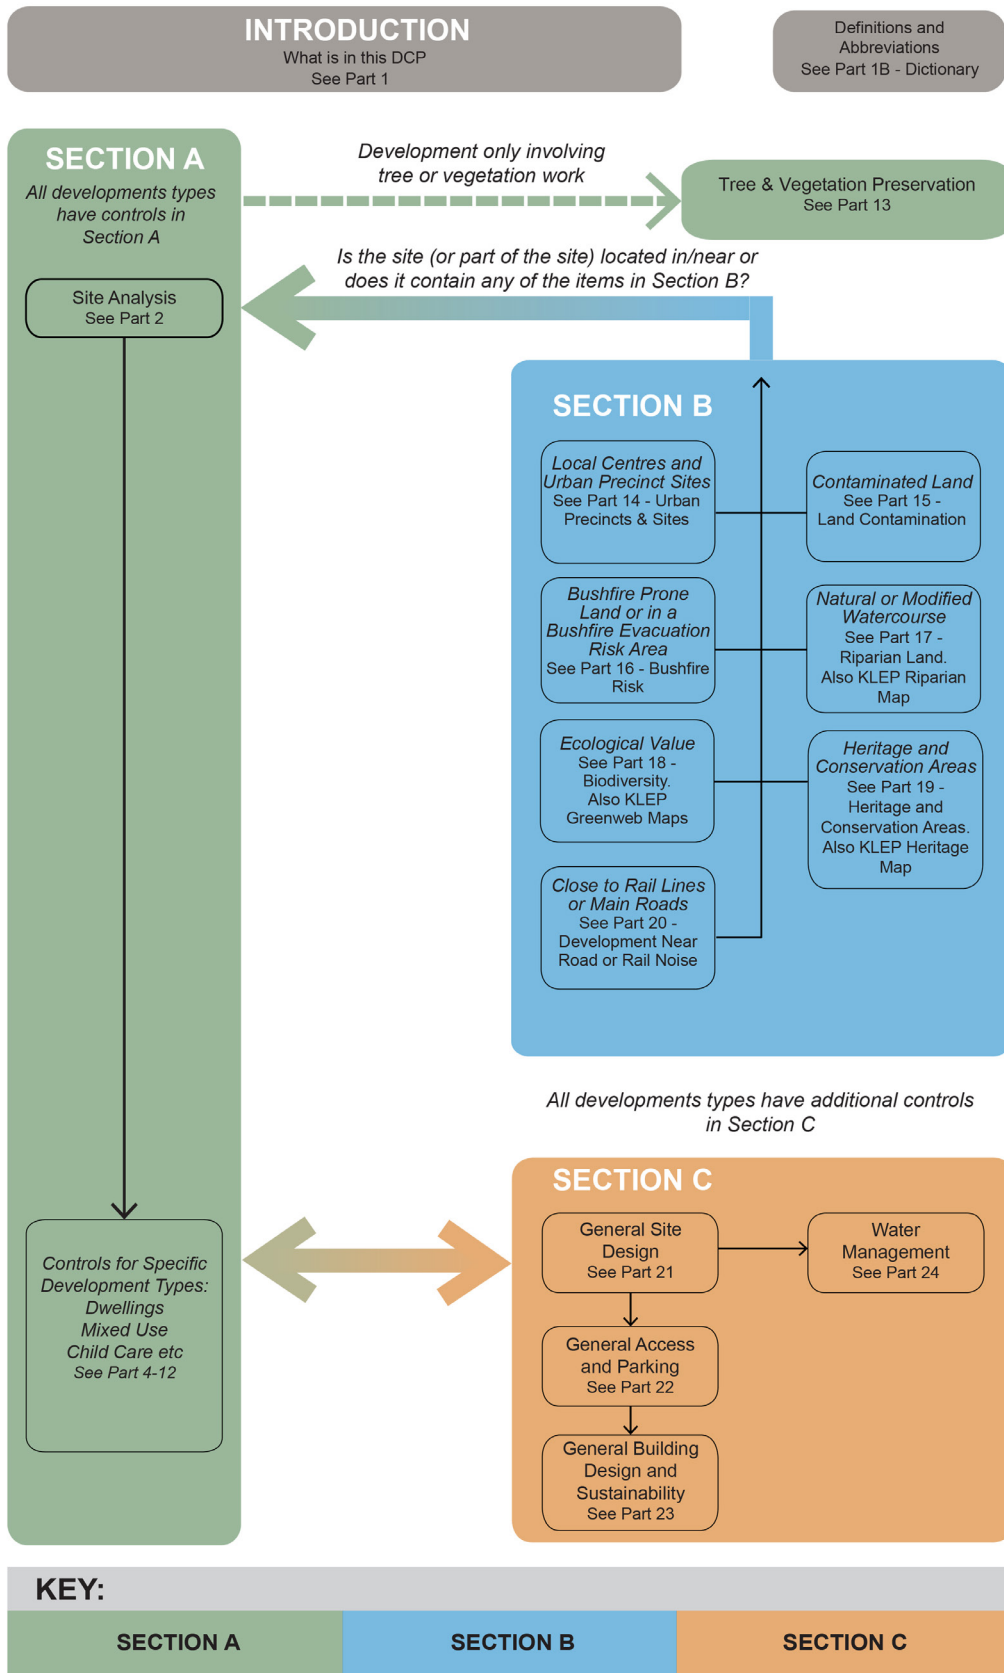 INTRODUCTION
What is in this DCP
See Part 1
Definitions and
Abbreviations
See Part 1B - Dictionary
SECTION A
All developments types
have controls in
Section A
Development only involving
tree or vegetation work
Tree & Vegetation Preservation
See Part 13
Is the site (or part of the site) located in/near or
does it contain any of the items in Section B?
Site Analysis
See Part 2
SECTION B
Local Centres and
Urban Precinct Sites
See Part 14 - Urban
Precincts & Sites
Contaminated Land
See Part 15 -
Land Contamination
Bushfire Prone
Land or in a
Bushfire Evacuation
Risk Area
See Part 16 - Bushfire
Risk
Natural or Modified
Watercourse
See Part 17 -
Riparian Land.
Also KLEP Riparian
Map
Ecological Value
See Part 18 -
Biodiversity.
Also KLEP
Greenweb Maps
Heritage and
Conservation Areas
See Part 19 -
Heritage and
Conservation Areas.
Also KLEP Heritage
Map
Close to Rail Lines
or Main Roads
See Part 20 -
Development Near
Road or Rail Noise
All developments types have additional controls
in Section C
SECTION C
Controls for Specific
Development Types:
Dwellings
Mixed Use
Child Care etc
See Part 4-12
General Site
Design
See Part 21
Water
Management
See Part 24
General Access
and Parking
See Part 22
General Building
Design and
Sustainability
See Part 23
KEY:
SECTION A
SECTION B
SECTION C